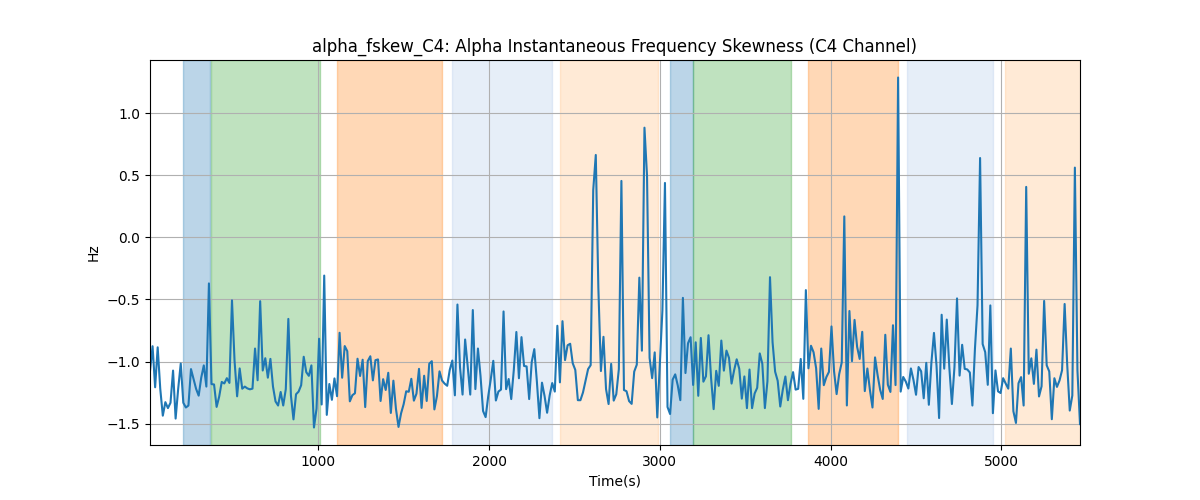 alpha_fskew_C4: Alpha Instantaneous Frequency Skewness (C4 Channel)
1.0
0.5
0.0
−0.5
−1.0
−1.5
Hz
1000 2000 3000 4000 5000
Time(s)